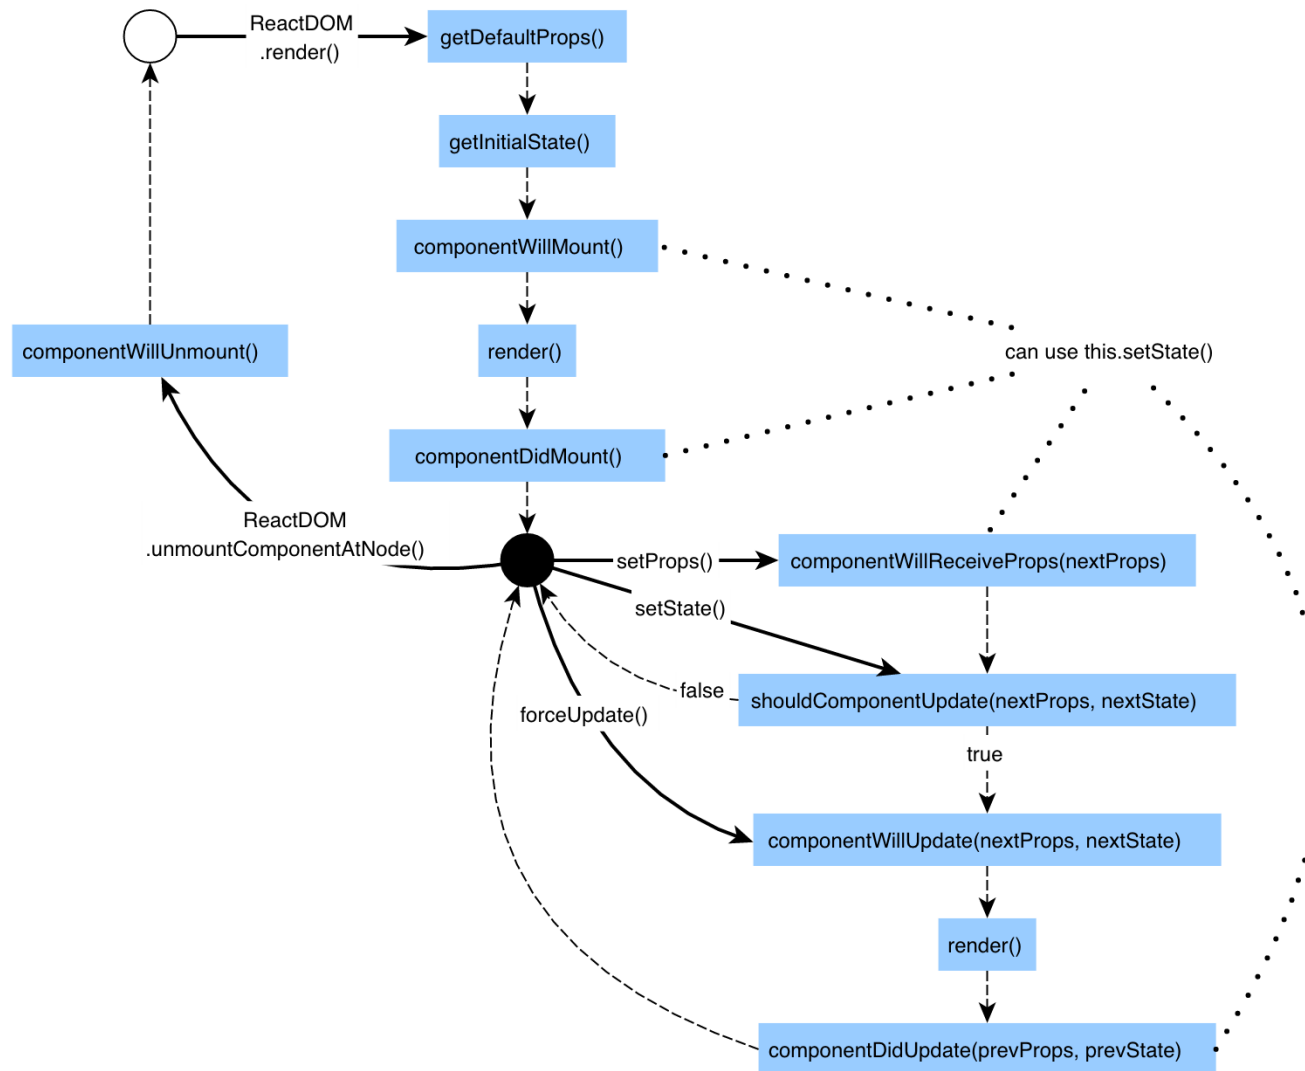 ReactDOM
.render()
getDefaultProps()
getInitialState()
componentWillMount()
componentWillUnmount()
render()
can use this.setState()
componentDidMount()
ReactDOM
.unmountComponentAtNode()
setProps()
componentWillReceiveProps(nextProps)
setState()
false
shouldComponentUpdate(nextProps, nextState)
forceUpdate()
true
componentWillUpdate(nextProps, nextState)
render()
componentDidUpdate(prevProps, prevState)